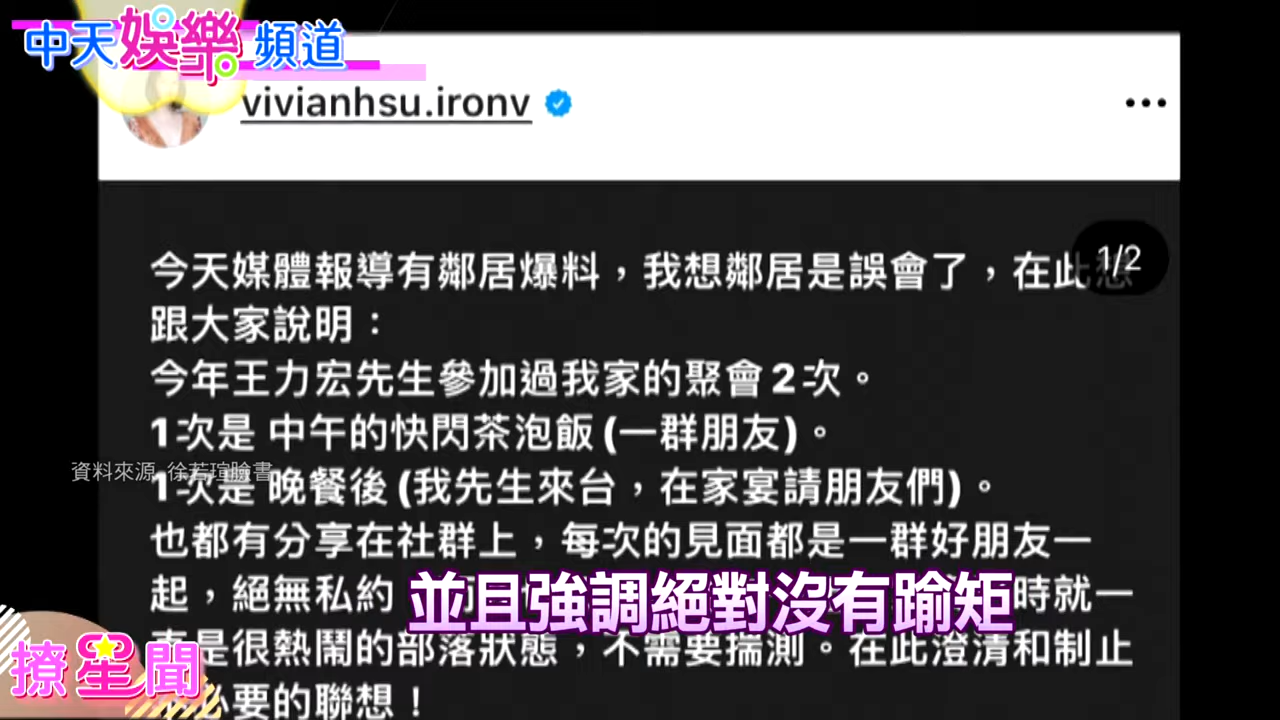 中天娛樂頻道
vivianhsu.ironv
1/2
今天媒體報導有鄰居爆料，我想鄰居是誤會了，在此想
跟大家說明：
今年王力宏先生參加過我家的聚會2次。
1次是 中午的快閃茶泡飯 (一群朋友)。
資料來源 徐若瑄臉書
1次是 晚餐後 (我先生來台，在家宴請朋友們)。
也都有分享在社群上，每次的見面都是一群好朋友一
起，絕無私約
時就一
並且強調絕對沒有踰矩
是很熱鬧的部落狀態，不需要揣測。在此澄清和制止
必要的聯想！
撩星聞